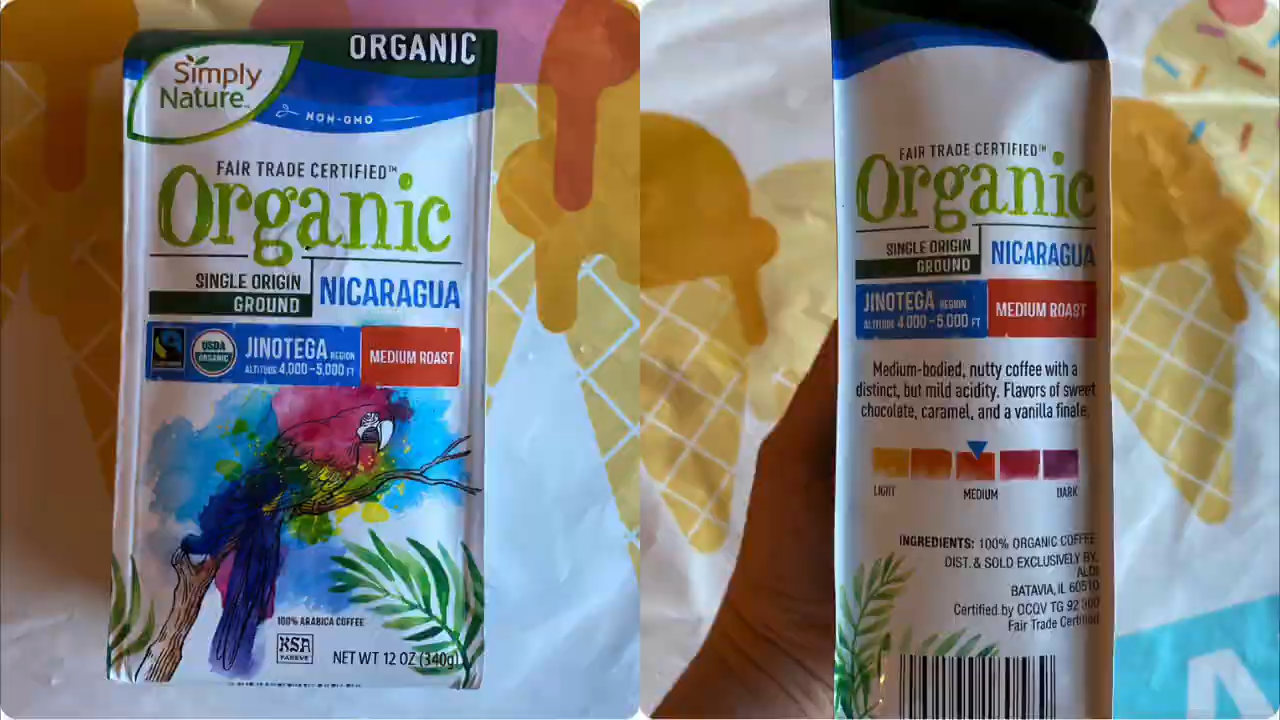 ORGANIC
Simply
Nature
NON-GMO
FAIR TRADE CERTIFIED™
Organic
SINGLE ORIGIN
GROUND
NICARAGUA
USDA
ORGANIC
JINOTEGA REGION
ALTITUDE 4,000-5,000 FT
MEDIUM ROAST
100% ARABICA COFFEE
KSA
PAREVE
NET WT 12 OZ (340g)
FAIR TRADE CERTIFIED™
Organic
SINGLE ORIGIN
GROUND
NICARAGUA
JINOTEGA REGION
ALTITUDE 4,000-5,000 FT
MEDIUM ROAST
Medium-bodied, nutty coffee with a
distinct, but mild acidity. Flavors of sweet
chocolate, caramel, and a vanilla finale.
LIGHT
MEDIUM
DARK
INGREDIENTS: 100% ORGANIC COFFEE
DIST. & SOLD EXCLUSIVELY BY:
ALDI
BATAVIA, IL 60510
Certified by OCQV TG 92 300
Fair Trade Certified